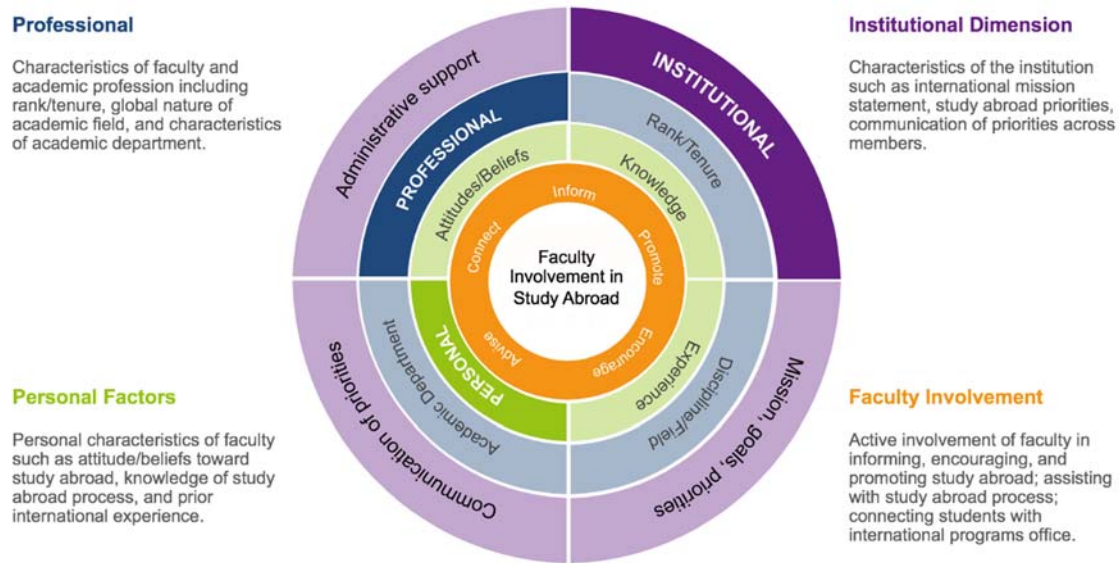 Professional
Characteristics of faculty and
academic profession including
rank/tenure, global nature of
academic field, and characteristics
of academic department.
Administrative support
INSTITUTIONAL
PROFESSIONAL
Rank/Tenure
Attitudes/Beliefs
Knowledge
Inform
Connect
Promote
Faculty
Involvement in
Study Abroad
Advise
Encourage
PERSONAL
Experience
Academic Department
Discipline/Field
Communication of priorities
Mission, goals, priorities
Institutional Dimension
Characteristics of the institution
such as international mission
statement, study abroad priorities,
communication of priorities across
members.
Personal Factors
Personal characteristics of faculty
such as attitude/beliefs toward
study abroad, knowledge of study
abroad process, and prior
international experience.
Faculty Involvement
Active involvement of faculty in
informing, encouraging, and
promoting study abroad; assisting
with study abroad process;
connecting students with
international programs office.